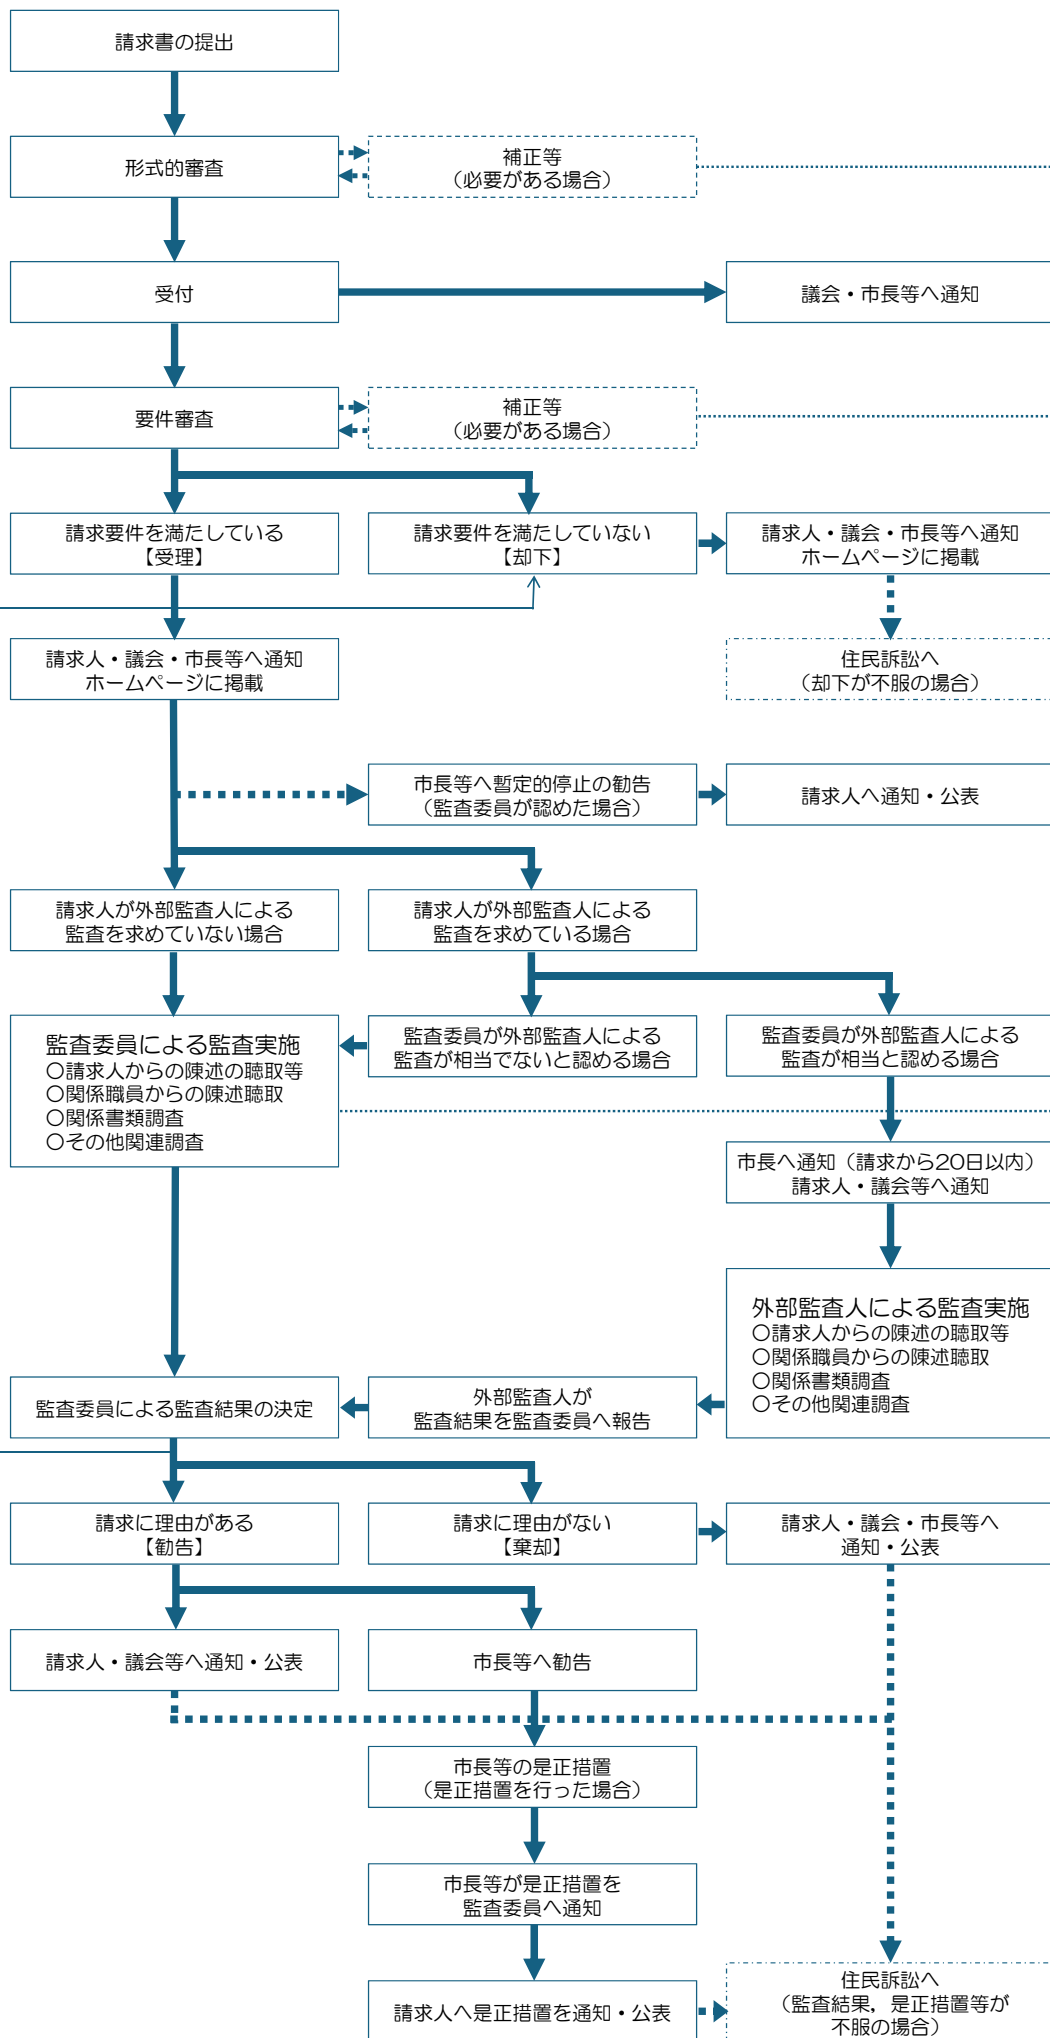 請求書の提出
形式的審査
補正等
（必要がある場合）
受付
議会・市長等へ通知
要件審査
補正等
（必要がある場合）
請求要件を満たしている
【受理】
請求要件を満たしていない
【却下】
請求人・議会・市長等へ通知
ホームページに掲載
請求人・議会・市長等へ通知
ホームページに掲載
住民訴訟へ
（却下が不服の場合）
市長等へ暫定的停止の勧告
（監査委員が認めた場合）
請求人へ通知・公表
請求人が外部監査人による
監査を求めていない場合
請求人が外部監査人による
監査を求めている場合
監査委員による監査実施
○請求人からの陳述の聴取等
○関係職員からの陳述聴取
○関係書類調査
○その他関連調査
監査委員が外部監査人による
監査が相当でないと認める場合
監査委員が外部監査人による
監査が相当と認める場合
市長へ通知（請求から20日以内）
請求人・議会等へ通知
外部監査人による監査実施
○請求人からの陳述の聴取等
○関係職員からの陳述聴取
○関係書類調査
○その他関連調査
監査委員による監査結果の決定
外部監査人が
監査結果を監査委員へ報告
請求に理由がある
【勧告】
請求に理由がない
【棄却】
請求人・議会・市長等へ
通知・公表
請求人・議会等へ通知・公表
市長等へ勧告
市長等の是正措置
（是正措置を行った場合）
市長等が是正措置を
監査委員へ通知
請求人へ是正措置を通知・公表
住民訴訟へ
（監査結果，是正措置等が
不服の場合）